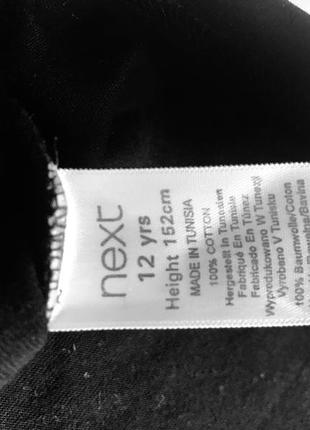 next
12 yrs
Height 152cm
MADE IN TUNISIA
100% COTTON
Hergestellt In Tunesien
Fabriqué En Tunisie
Fabricado En Túnez
Wyprodukowano W Tunezji
Vyrobeno V Tunisku
100% Baumwolle/Coton